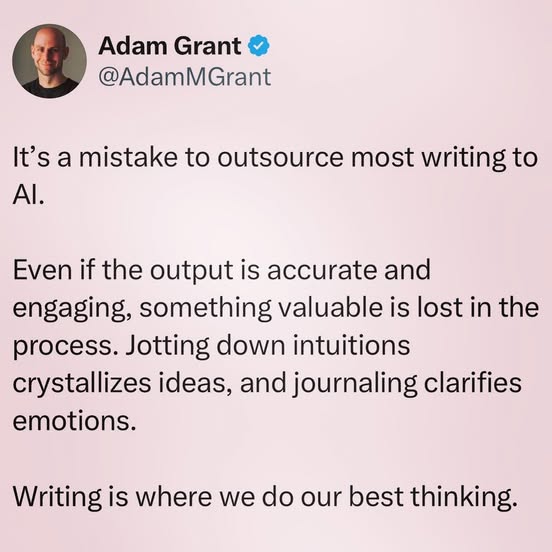 Adam Grant
@AdamMGrant
It’s a mistake to outsource most writing to
AI.
Even if the output is accurate and
engaging, something valuable is lost in the
process. Jotting down intuitions
crystallizes ideas, and journaling clarifies
emotions.
Writing is where we do our best thinking.